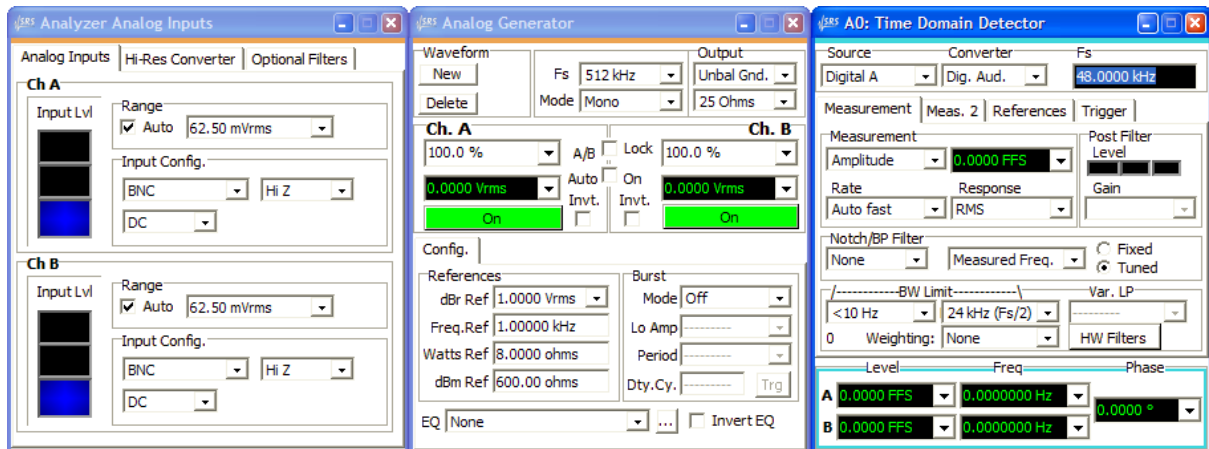 SRS Analyzer Analog Inputs
Analog Inputs Hi-Res Converter Optional Filters
Ch A
Input Lvl
Range
Auto 62.50 mVrms
Input Config.
BNC Hi Z
DC
Ch B
Input Lvl
Range
Auto 62.50 mVrms
Input Config.
BNC Hi Z
DC
SRS Analog Generator
Waveform Output
New Fs 512 kHz Unbal Gnd.
Delete Mode Mono 25 Ohms
Ch. A Ch. B
100.0 % A/B Lock 100.0 %
0.0000 Vrms Auto On 0.0000 Vrms
Invt. Invt.
On On
Config.
References Burst
dBr Ref 1.0000 Vrms Mode Off
Freq.Ref 1.00000 kHz Lo Amp ---------
Watts Ref 8.0000 ohms Period ---------
dBm Ref 600.00 ohms Dty.Cy. --------- Trg
EQ None ... Invert EQ
SRS A0: Time Domain Detector
Source Converter Fs
Digital A Dig. Aud. 48.0000 kHz
Measurement Meas. 2 References Trigger
Measurement Post Filter
Level
Amplitude 0.0000 FFS
Rate Response Gain
Auto fast RMS
Notch/BP Filter
None Measured Freq. Fixed
Tuned
/------------BW Limit------------\ Var. LP
<10 Hz 24 kHz (Fs/2) ---------
0 Weighting: None HW Filters
Level Freq Phase
A 0.0000 FFS 0.0000000 Hz 0.0000 °
B 0.0000 FFS 0.0000000 Hz